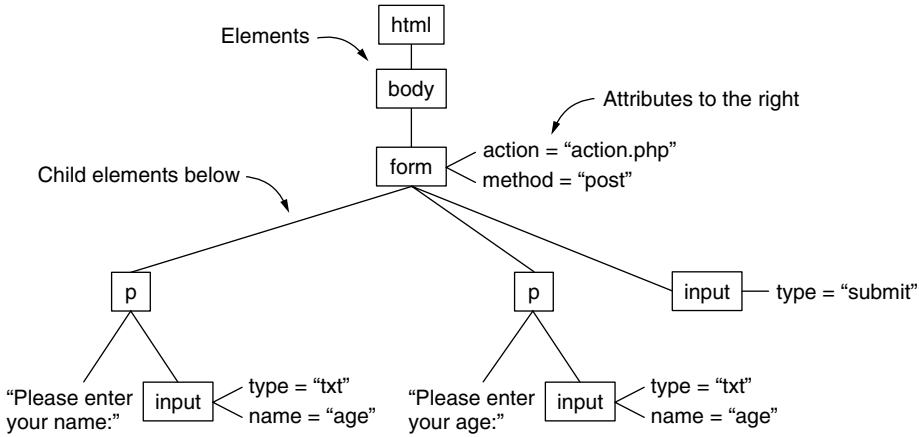 html
Elements
body
Attributes to the right
action = “action.php”
form
method = “post”
Child elements below
p
p
input
type = “submit”
“Please enter
your name:”
input
type = “txt”
name = “age”
“Please enter
your age:”
input
type = “txt”
name = “age”